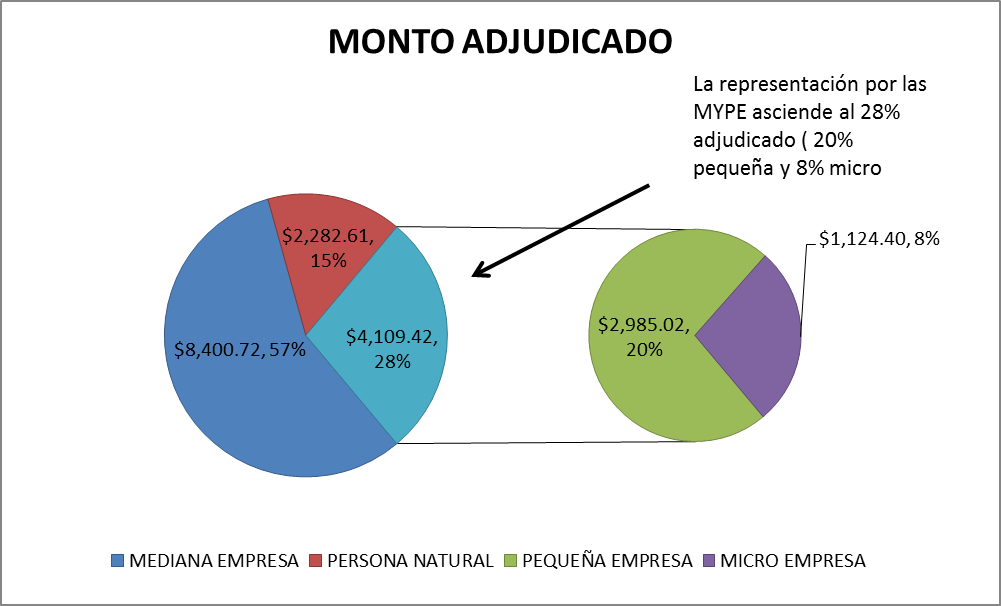 MONTO ADJUDICADO
La representación por las
MYPE asciende al 28%
adjudicado ( 20%
pequeña y 8% micro
$2,282.61,
15%
$1,124.40, 8%
$8,400.72, 57%
$4,109.42,
28%
$2,985.02,
20%
MEDIANA EMPRESA PERSONA NATURAL PEQUEÑA EMPRESA MICRO EMPRESA